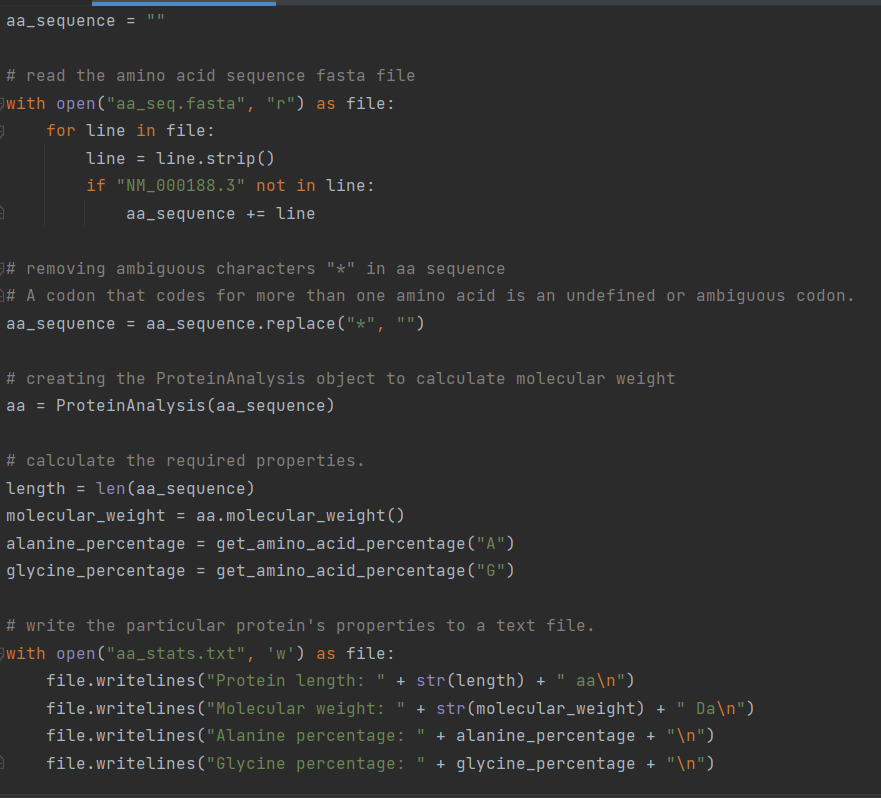 aa_sequence = ""
# read the amino acid sequence fasta file
with open("aa_seq.fasta", "r") as file:
    for line in file:
        line = line.strip()
        if "NM_000188.3" not in line:
            aa_sequence += line
# removing ambiguous characters "*" in aa sequence
# A codon that codes for more than one amino acid is an undefined or ambiguous codon.
aa_sequence = aa_sequence.replace("*", "")
# creating the ProteinAnalysis object to calculate molecular weight
aa = ProteinAnalysis(aa_sequence)
# calculate the required properties.
length = len(aa_sequence)
molecular_weight = aa.molecular_weight()
alanine_percentage = get_amino_acid_percentage("A")
glycine_percentage = get_amino_acid_percentage("G")
# write the particular protein's properties to a text file.
with open("aa_stats.txt", 'w') as file:
    file.writelines("Protein length: " + str(length) + " aa\n")
    file.writelines("Molecular weight: " + str(molecular_weight) + " Da\n")
    file.writelines("Alanine percentage: " + alanine_percentage + "\n")
    file.writelines("Glycine percentage: " + glycine_percentage + "\n")